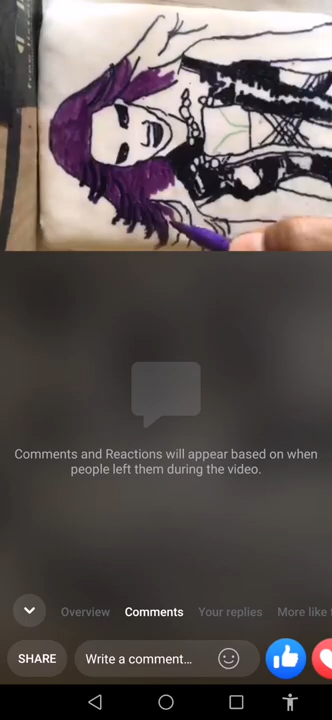 Comments and Reactions will appear based on when
people left them during the video.
Overview
Comments
Your replies
More like
SHARE
Write a comment...